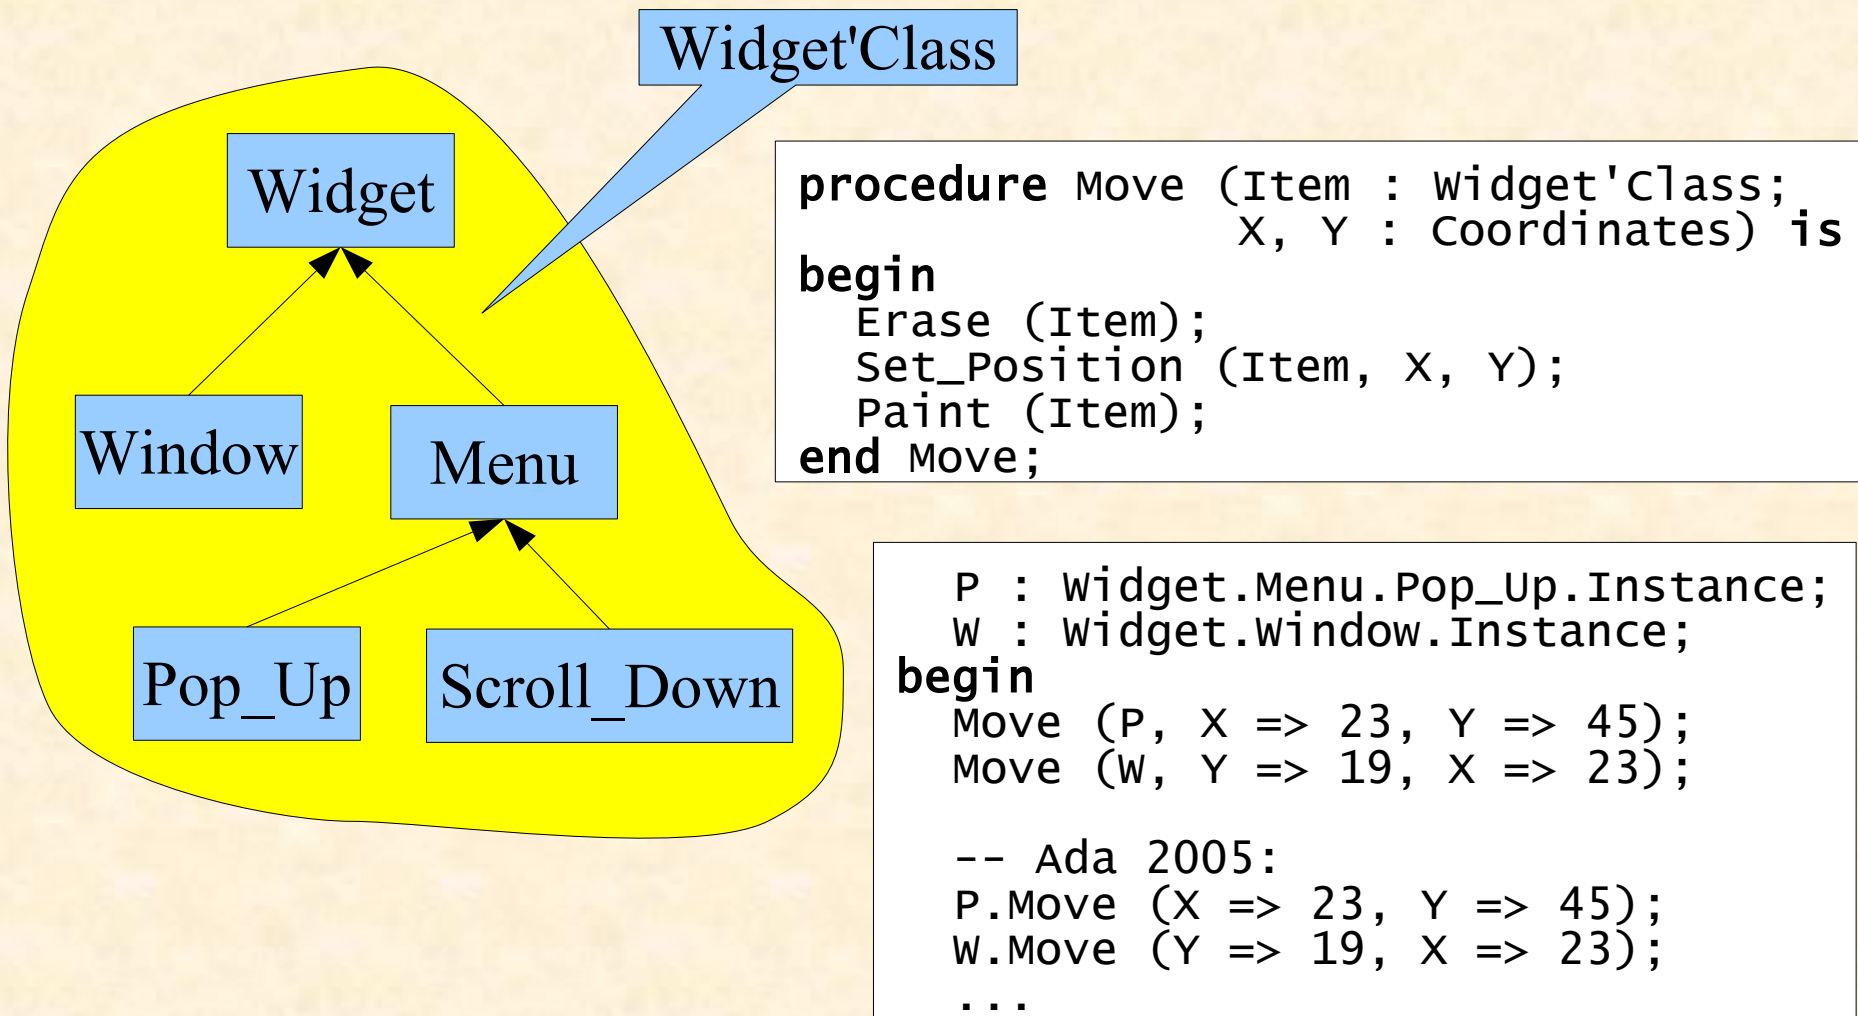 Widget'Class
Widget
Window
Menu
Pop_Up
Scroll_Down
procedure Move (Item : Widget'Class;
X, Y : Coordinates) is
begin
Erase (Item);
Set_Position (Item, X, Y);
Paint (Item);
end Move;
P : Widget.Menu.Pop_Up.Instance;
W : Widget.Window.Instance;
begin
Move (P, X => 23, Y => 45);
Move (W, Y => 19, X => 23);
-- Ada 2005:
P.Move (X => 23, Y => 45);
W.Move (Y => 19, X => 23);
...